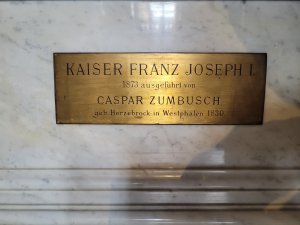 KAISER FRANZ JOSEPH I.
1873 ausgeführt von
CASPAR ZUMBUSCH
geb. Herzebrock in Westphalen 1830